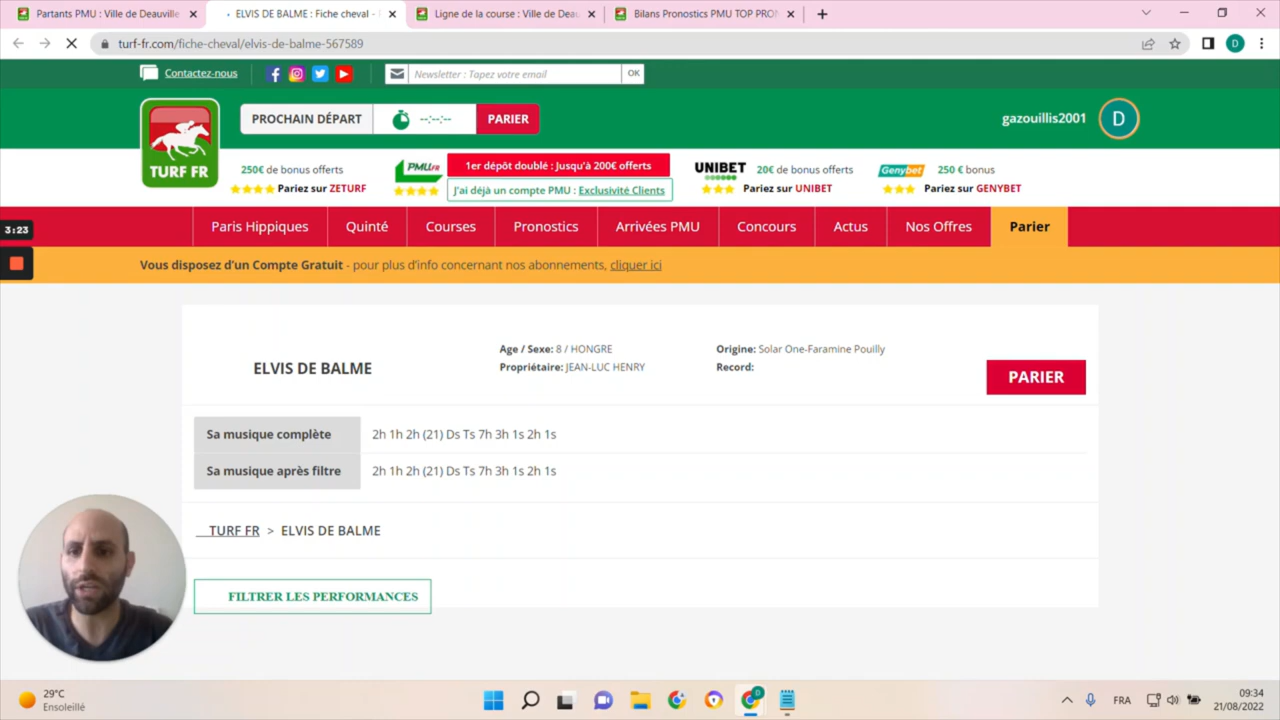 Partants PMU : Ville de Deauville
ELVIS DE BALME : Fiche cheval -
Ligne de la course : Ville de Deau
Bilans Pronostics PMU TOP PRON
turf-fr.com/fiche-cheval/elvis-de-balme-567589
D
Contactez-nous
Newsletter : Tapez votre email
OK
TURF FR
PROCHAIN DÉPART
--:--:--
PARIER
gazouillis2001
D
250€ de bonus offerts
Pariez sur ZETURF
PMU.FR
1er dépôt doublé : Jusqu'à 200€ offerts
J'ai déjà un compte PMU : Exclusivité Clients
UNIBET
20€ de bonus offerts
Pariez sur UNIBET
Genybet
250 € bonus
Pariez sur GENYBET
3:23
Paris Hippiques
Quinté
Courses
Pronostics
Arrivées PMU
Concours
Actus
Nos Offres
Parier
Vous disposez d'un Compte Gratuit - pour plus d'info concernant nos abonnements, cliquer ici
ELVIS DE BALME
Age / Sexe: 8 / HONGRE
Propriétaire: JEAN-LUC HENRY
Origine: Solar One-Faramine Pouilly
Record:
PARIER
Sa musique complète
2h 1h 2h (21) Ds Ts 7h 3h 1s 2h 1s
Sa musique après filtre
2h 1h 2h (21) Ds Ts 7h 3h 1s 2h 1s
TURF FR > ELVIS DE BALME
FILTRER LES PERFORMANCES
29°C
Ensoleillé
D
FRA
09:34
21/08/2022